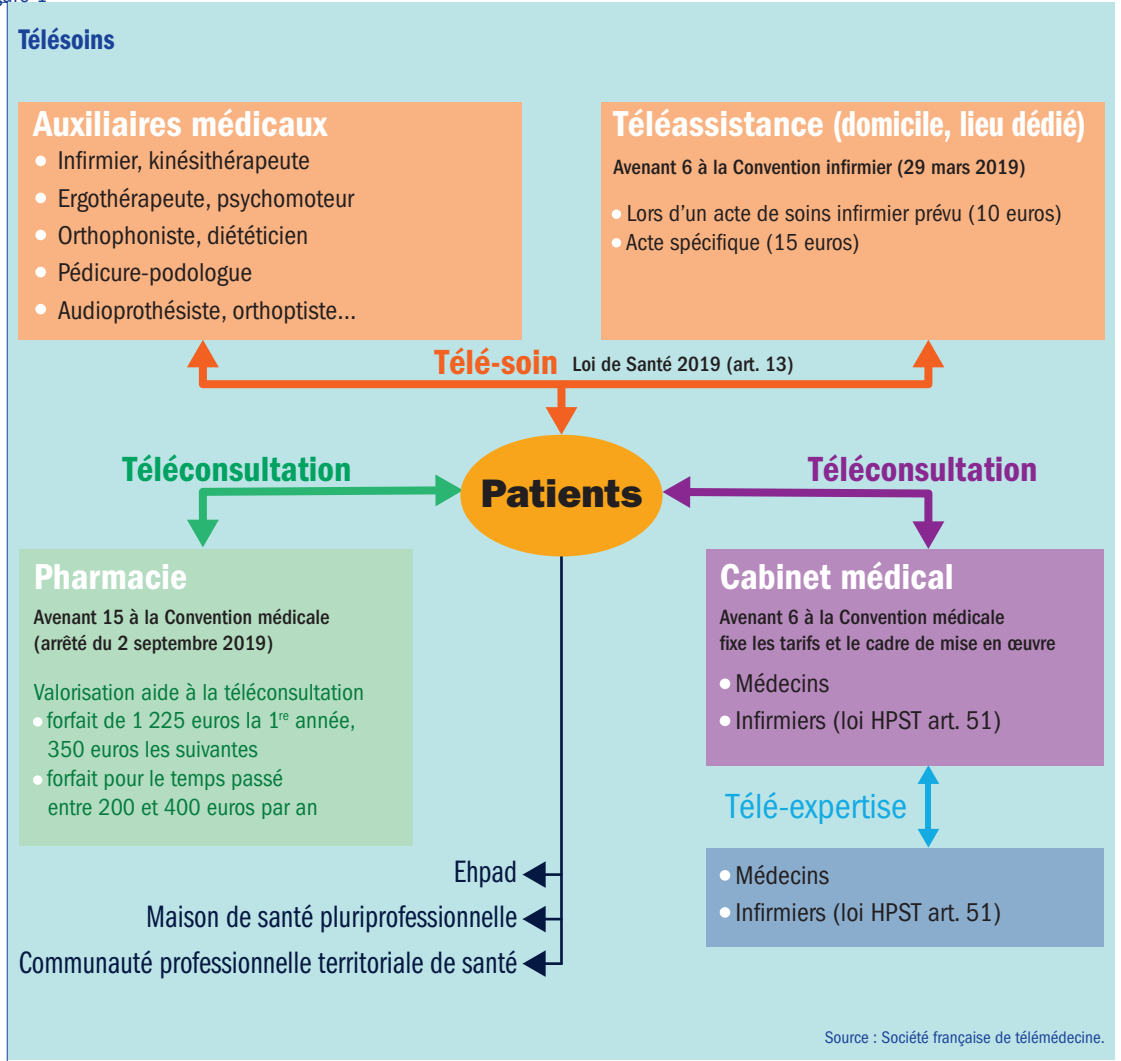 Télésoins
Auxiliaires médicaux
• Infirmier, kinésithérapeute
• Ergothérapeute, psychomoteur
• Orthophoniste, diététicien
• Pédicure-podologue
• Audioprothésiste, orthoptiste...
Téléassistance (domicile, lieu dédié)
Avenant 6 à la Convention infirmier (29 mars 2019)
• Lors d'un acte de soins infirmier prévu (10 euros)
• Acte spécifique (15 euros)
Télé-soin Loi de Santé 2019 (art. 13)
Téléconsultation
Patients
Téléconsultation
Pharmacie
Avenant 15 à la Convention médicale
(arrêté du 2 septembre 2019)
Valorisation aide à la téléconsultation
• forfait de 1 225 euros la 1re année,
350 euros les suivantes
• forfait pour le temps passé
entre 200 et 400 euros par an
Cabinet médical
Avenant 6 à la Convention médicale
fixe les tarifs et le cadre de mise en œuvre
• Médecins
• Infirmiers (loi HPST art. 51)
Télé-expertise
• Médecins
• Infirmiers (loi HPST art. 51)
Ehpad
Maison de santé pluriprofessionnelle
Communauté professionnelle territoriale de santé
Source : Société française de télémédecine.